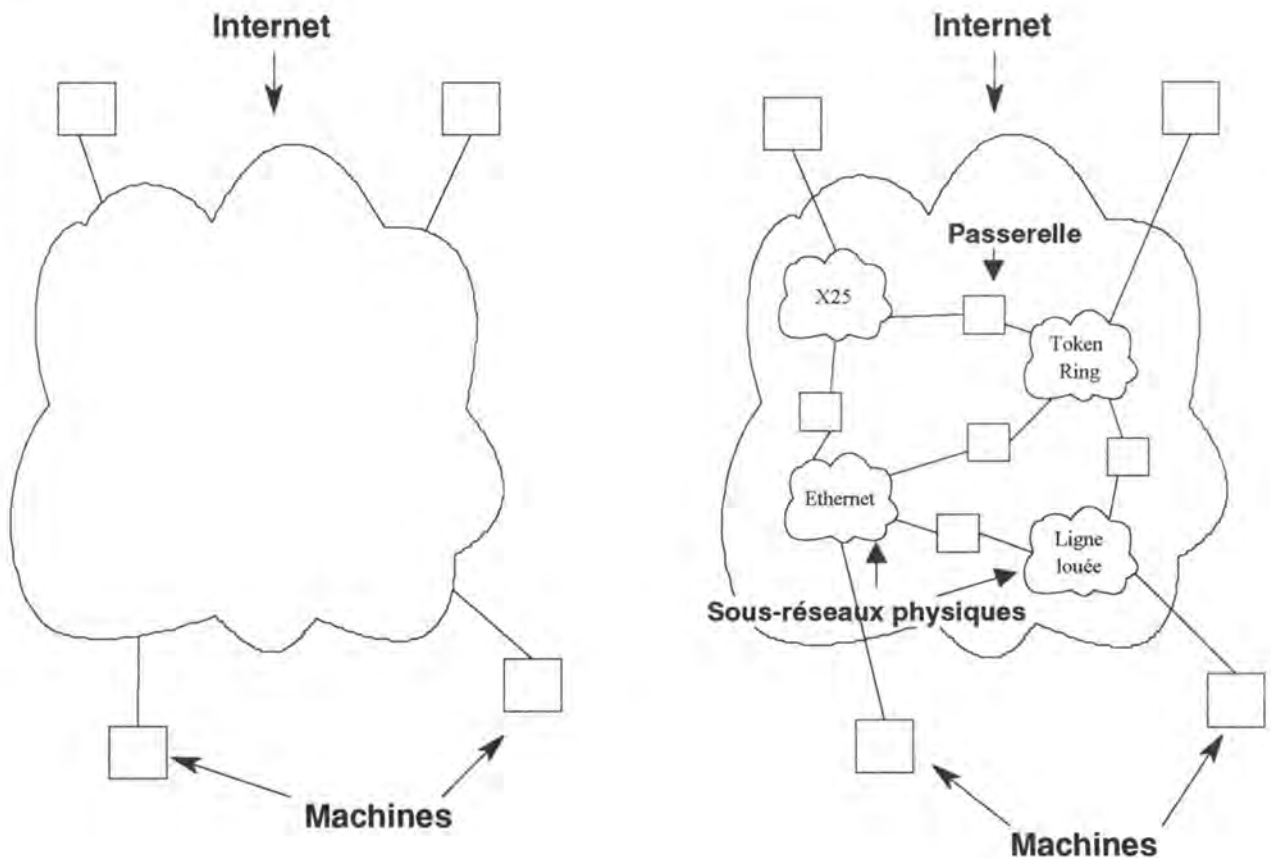 Internet
Machines
Internet
Passerelle
X25
Token
Ring
Ethernet
Ligne
louée
Sous-réseaux physiques
Machines